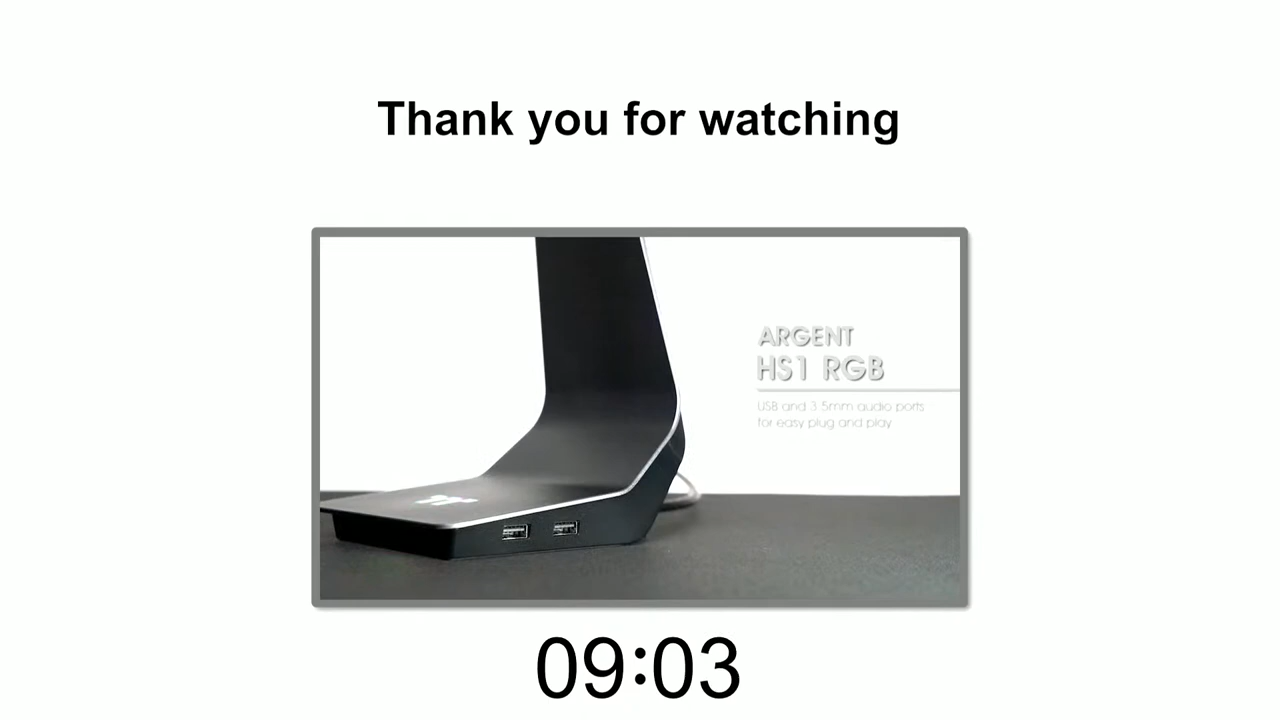 Thank you for watching
ARGENT
HS1 RGB
USB and 3.5mm audio ports
for easy plug and play
09:03